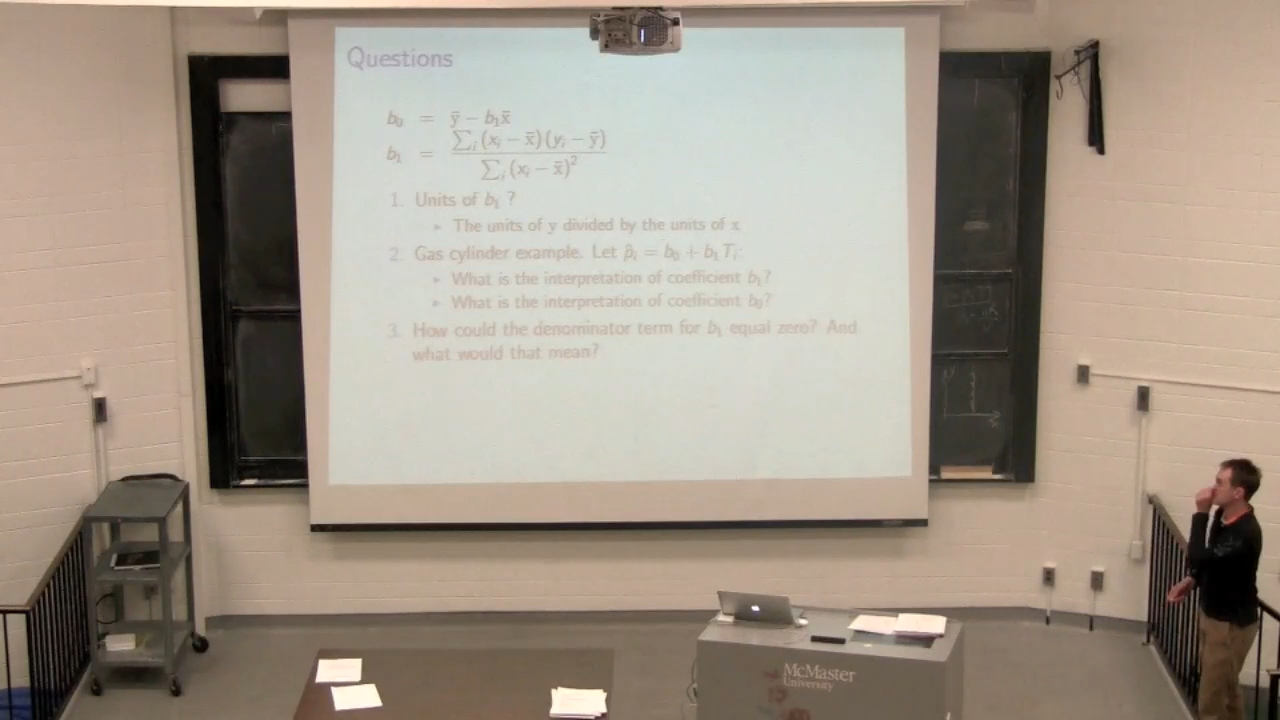 Questions
b₀ = ȳ − b₁x̄
b₁ = ∑ᵢ (xᵢ − x̄)(yᵢ − ȳ) / ∑ᵢ (xᵢ − x̄)²
1. Units of b₁ ?
▸ The units of y divided by the units of x
2. Gas cylinder example. Let p̂ᵢ = b₀ + b₁Tᵢ:
▸ What is the interpretation of coefficient b₁?
▸ What is the interpretation of coefficient b₀?
3. How could the denominator term for b₁ equal zero? And
what would that mean?
McMaster
University